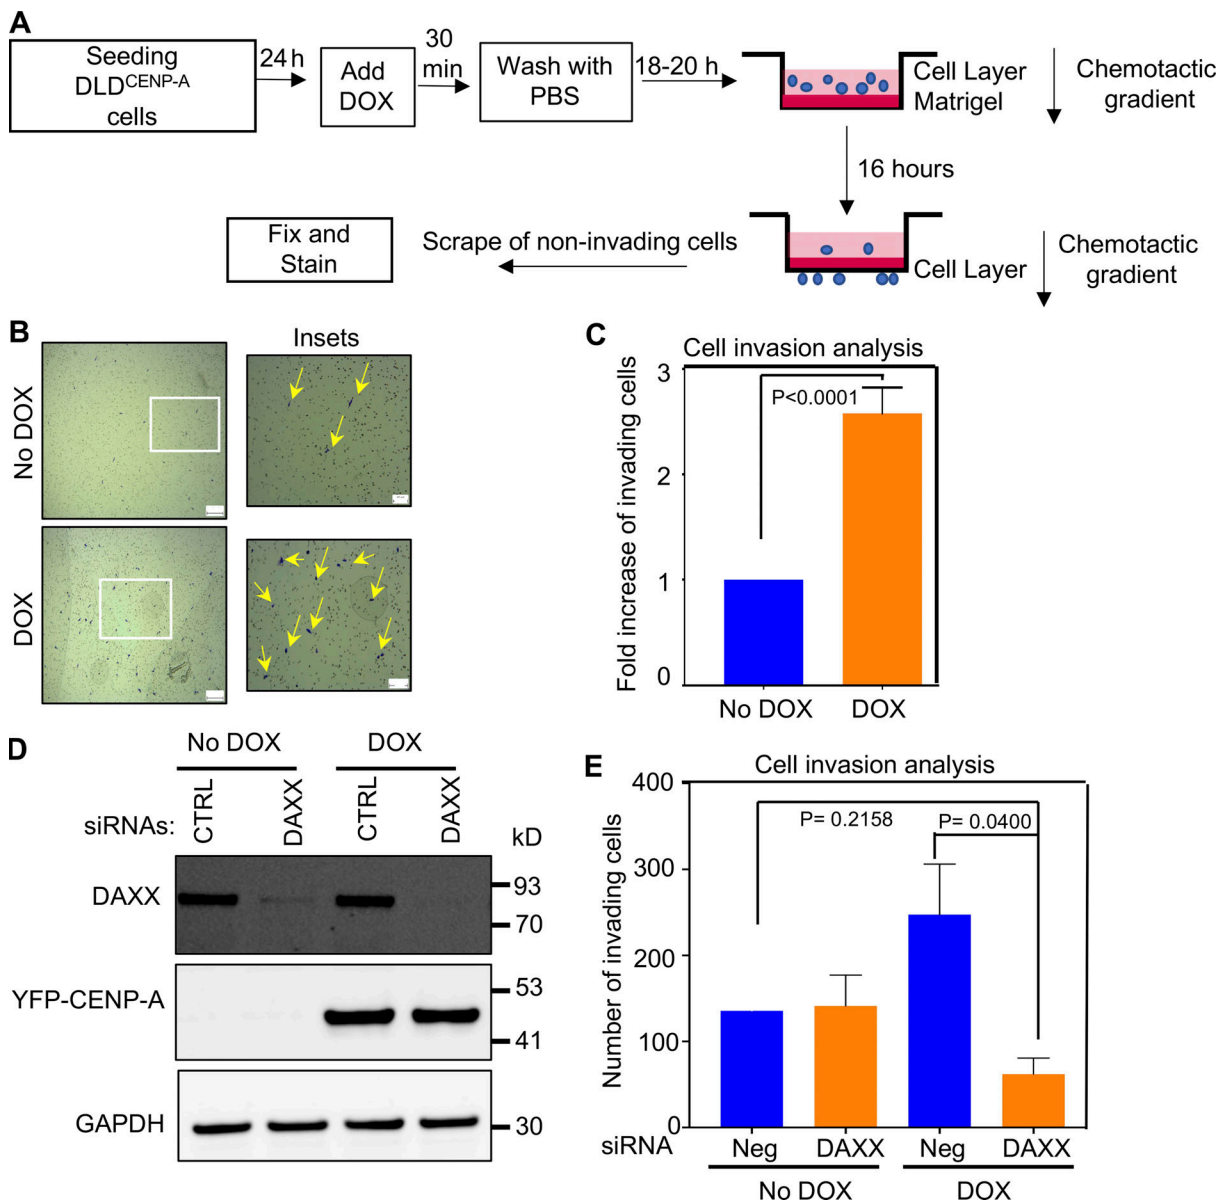 A
Seeding
DLD^CENP-A
cells
24 h
Add
DOX
30
min
Wash with
PBS
18-20 h
Cell Layer
Matrigel
Chemotactic
gradient
16 hours
Fix and
Stain
Scrape of non-invading cells
Cell Layer
Chemotactic
gradient
B
Insets
No DOX
DOX
C
Cell invasion analysis
Fold increase of invading cells
3
2
1
0
P<0.0001
No DOX
DOX
D
No DOX
DOX
siRNAs:
CTRL
DAXX
CTRL
DAXX
kD
DAXX
93
70
YFP-CENP-A
53
41
GAPDH
30
E
Cell invasion analysis
Number of invading cells
400
300
200
100
0
P= 0.2158
P= 0.0400
siRNA
Neg
DAXX
Neg
DAXX
No DOX
DOX